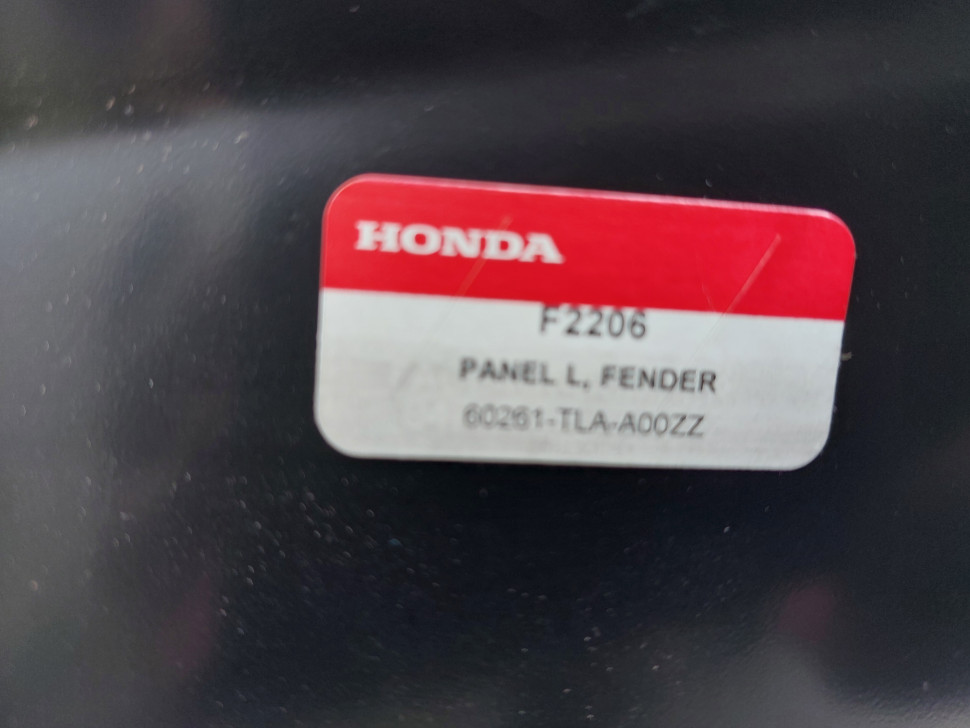 HONDA
F2206
PANEL L, FENDER
60261-TLA-A00ZZ